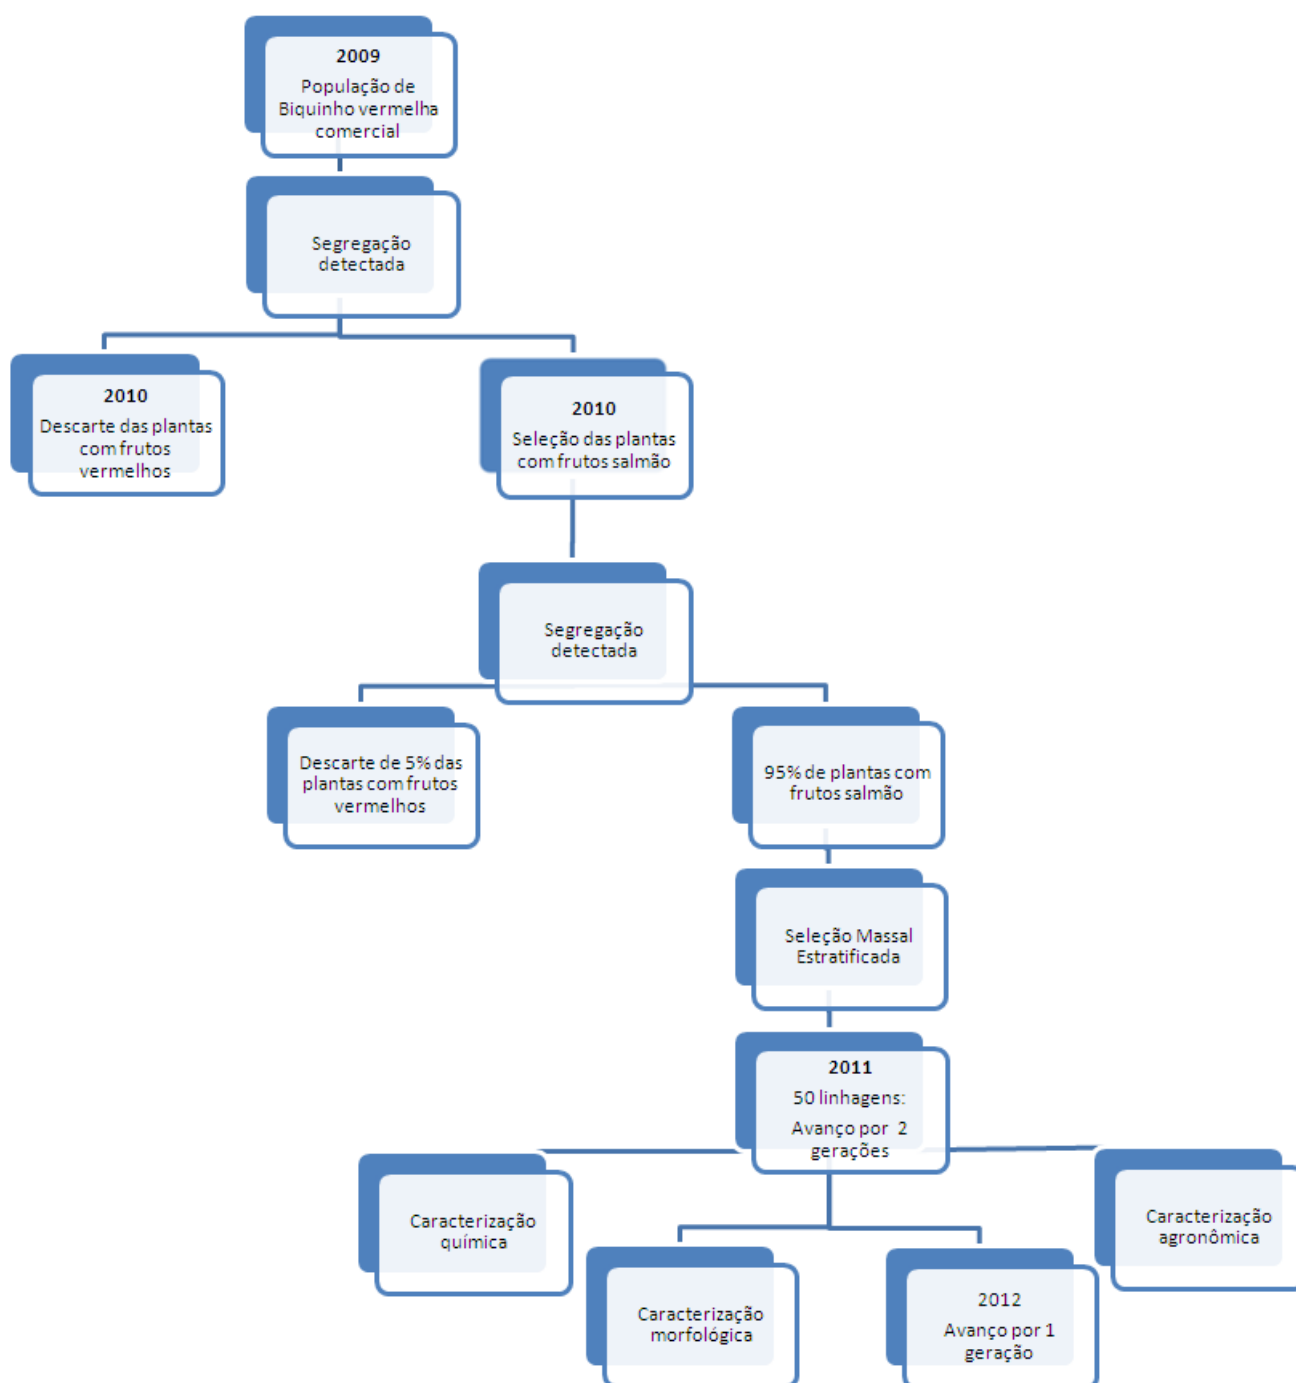 2009
População de
Biquinho vermelha
comercial
Segregação
detectada
2010
Descarte das plantas
com frutos
vermelhos
2010
Seleção das plantas
com frutos salmão
Segregação
detectada
Descarte de 5% das
plantas com frutos
vermelhos
95% de plantas com
frutos salmão
Seleção Massal
Estratificada
2011
50 linhagens:
Avanço por 2
gerações
Caracterização
química
Caracterização
morfológica
2012
Avanço por 1
geração
Caracterização
agronômica